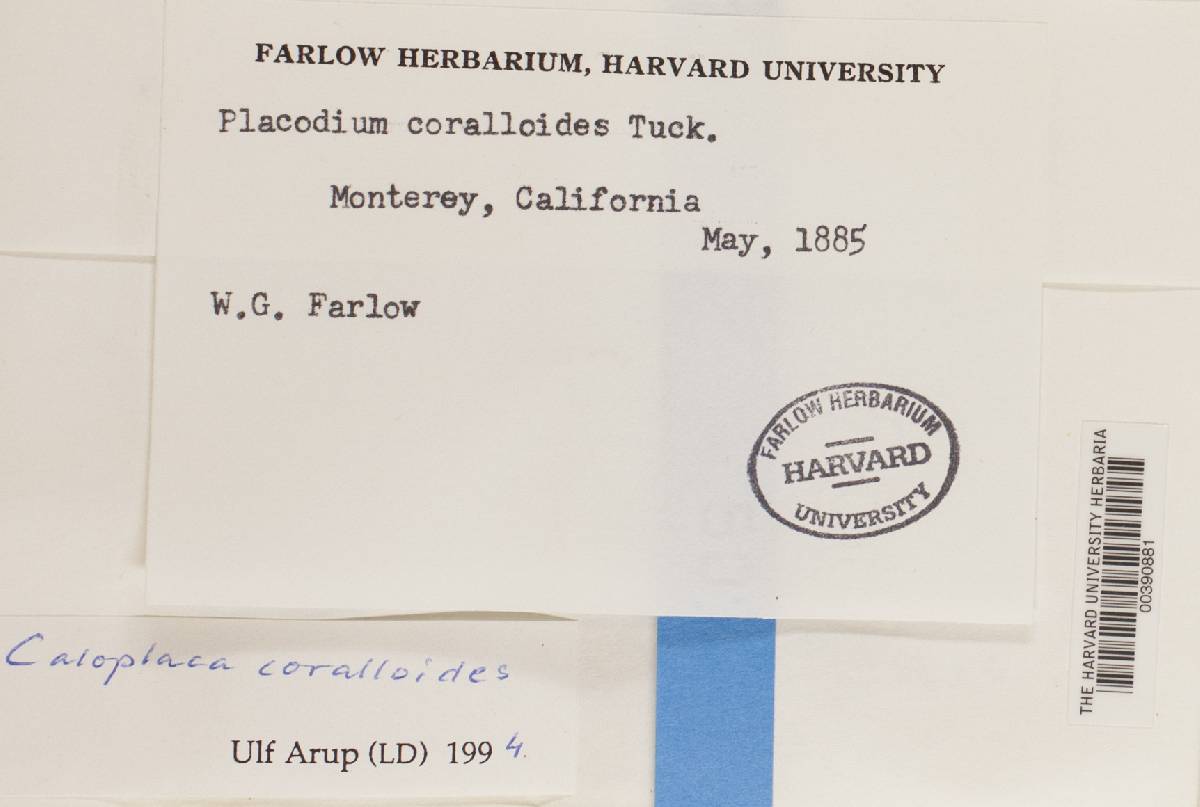 FARLOW HERBARIUM, HARVARD UNIVERSITY
Placodium coralloides Tuck.
Monterey, California
May, 1885
W.G. Farlow
FARLOW HERBARIUM
HARVARD
UNIVERSITY
THE HARVARD UNIVERSITY HERBARIA
00390881
Caloplaca coralloides
Ulf Arup (LD) 1994.